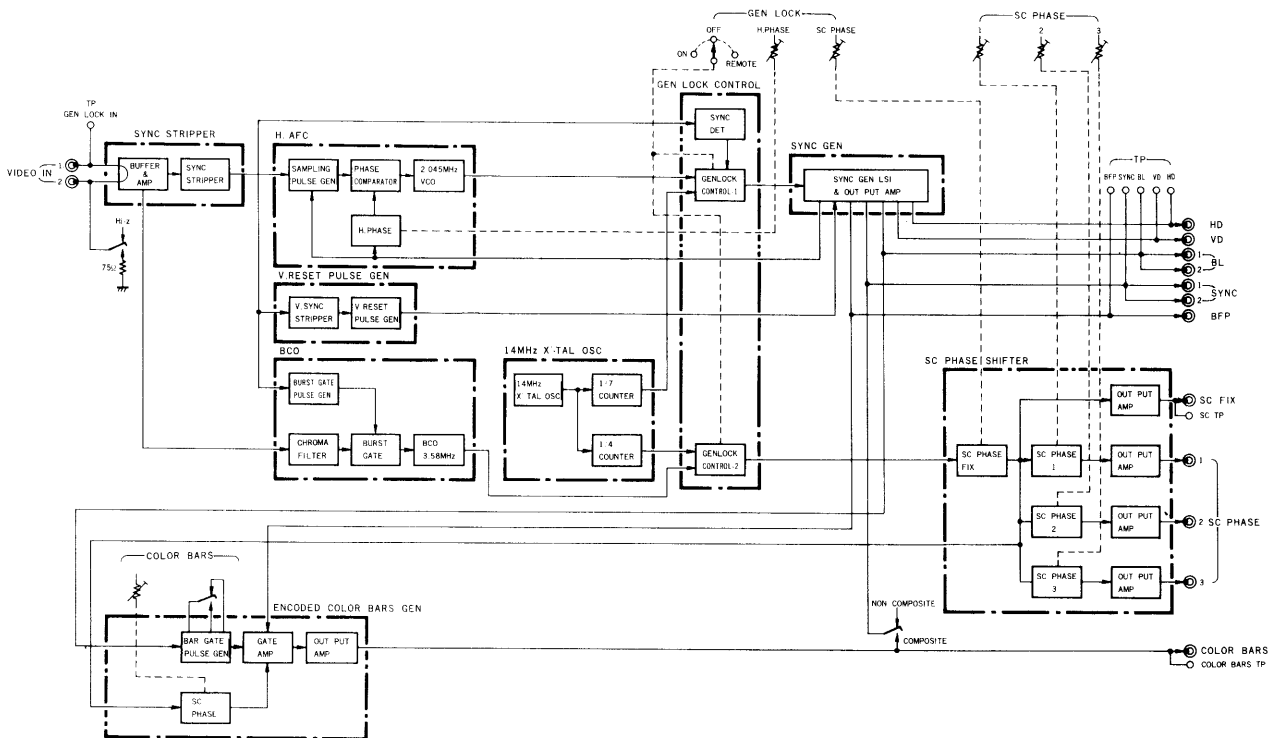 GEN LOCK
OFF
ON
REMOTE
H.PHASE
SC PHASE
SC PHASE
1
2
3
TP
GEN LOCK IN
VIDEO IN
1
2
Hi-z
75Ω
SYNC STRIPPER
BUFFER
&
AMP
SYNC
STRIPPER
H. AFC
SAMPLING
PULSE GEN
PHASE
COMPARATOR
2.045MHz
VCO
H.PHASE
V.RESET PULSE GEN
V.SYNC
STRIPPER
V.RESET
PULSE GEN
BCO
BURST GATE
PULSE GEN
CHROMA
FILTER
BURST
GATE
BCO
3.58MHz
14MHz X'TAL OSC
14MHz
X'TAL OSC
1/7
COUNTER
1/4
COUNTER
GEN LOCK CONTROL
SYNC
DET
GENLOCK
CONTROL-1
GENLOCK
CONTROL-2
SYNC GEN
SYNC GEN LSI
& OUT PUT AMP
TP
BFP
SYNC
BL
VD
HD
HD
VD
1
2
BL
1
2
SYNC
BFP
SC PHASE SHIFTER
SC PHASE
FIX
SC PHASE
1
SC PHASE
2
SC PHASE
3
OUT PUT
AMP
OUT PUT
AMP
OUT PUT
AMP
OUT PUT
AMP
SC FIX
SC TP
1
2
3
SC PHASE
COLOR BARS
ENCODED COLOR BARS GEN
BAR GATE
PULSE GEN
GATE
AMP
OUT PUT
AMP
SC
PHASE
NON COMPOSITE
COMPOSITE
COLOR BARS
COLOR BARS TP